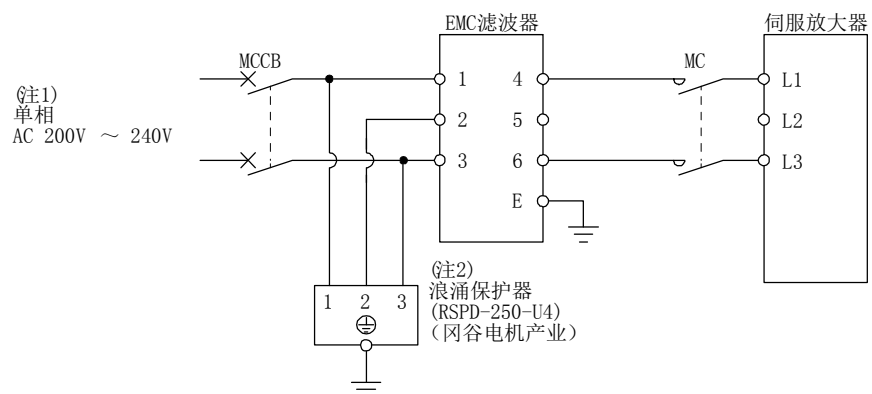 EMC滤波器
伺服放大器
MCCB
MC
1
4
L1
(注1)
单相
AC 200V ～ 240V
2
5
L2
3
6
L3
E
(注2)
浪涌保护器
(RSPD-250-U4)
（冈谷电机产业）
1 2 3